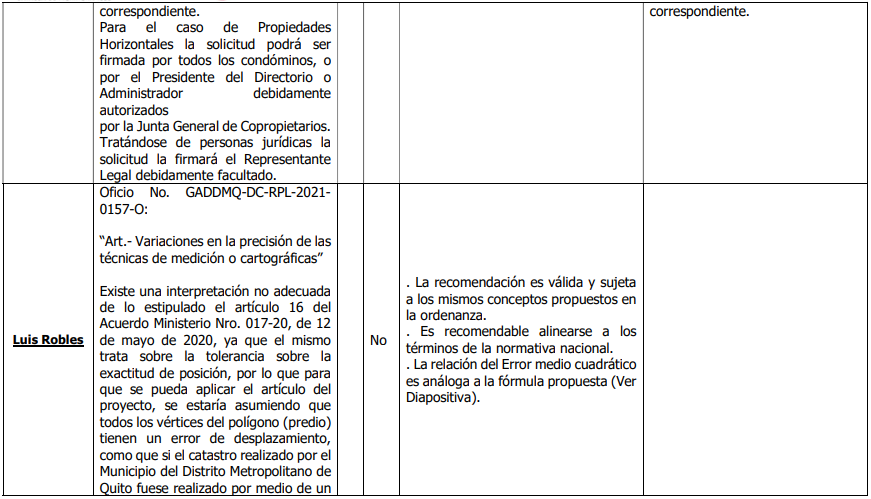 correspondiente.
Para el caso de Propiedades
Horizontales la solicitud podrá ser
firmada por todos los condóminos, o
por el Presidente del Directorio o
Administrador debidamente
autorizados
por la Junta General de Copropietarios.
Tratándose de personas jurídicas la
solicitud la firmará el Representante
Legal debidamente facultado.
correspondiente.
Luis Robles
Oficio No. GADDMQ-DC-RPL-2021-
0157-O:
“Art.- Variaciones en la precisión de las
técnicas de medición o cartográficas”
Existe una interpretación no adecuada
de lo estipulado el artículo 16 del
Acuerdo Ministerio Nro. 017-20, de 12
de mayo de 2020, ya que el mismo
trata sobre la tolerancia sobre la
exactitud de posición, por lo que para
que se pueda aplicar el artículo del
proyecto, se estaría asumiendo que
todos los vértices del polígono (predio)
tienen un error de desplazamiento,
como que si el catastro realizado por el
Municipio del Distrito Metropolitano de
Quito fuese realizado por medio de un
No
. La recomendación es válida y sujeta
a los mismos conceptos propuestos en
la ordenanza.
. Es recomendable alinearse a los
términos de la normativa nacional.
. La relación del Error medio cuadrático
es análoga a la fórmula propuesta (Ver
Diapositiva).